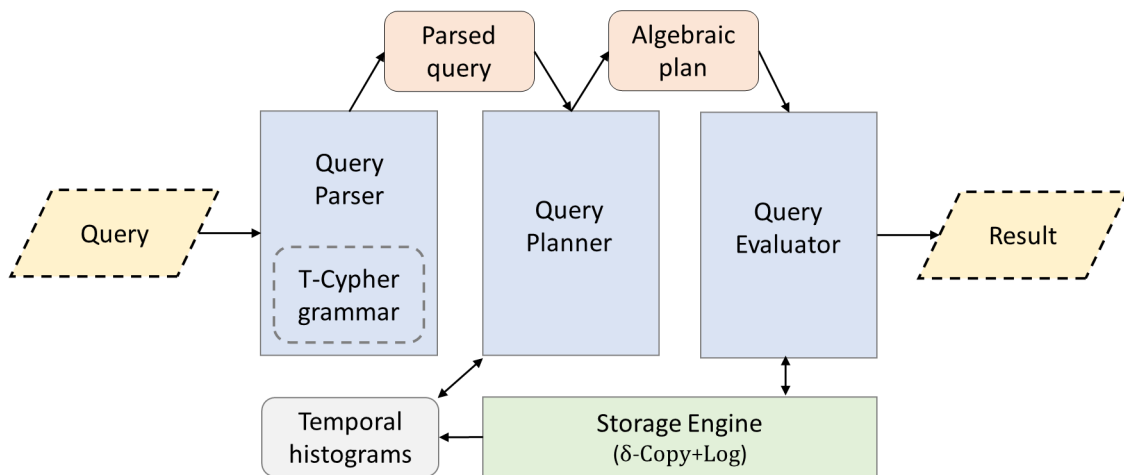 Parsed
query
Algebraic
plan
Query
Query
Parser
T-Cypher
grammar
Query
Planner
Query
Evaluator
Result
Temporal
histograms
Storage Engine
(δ-Copy+Log)